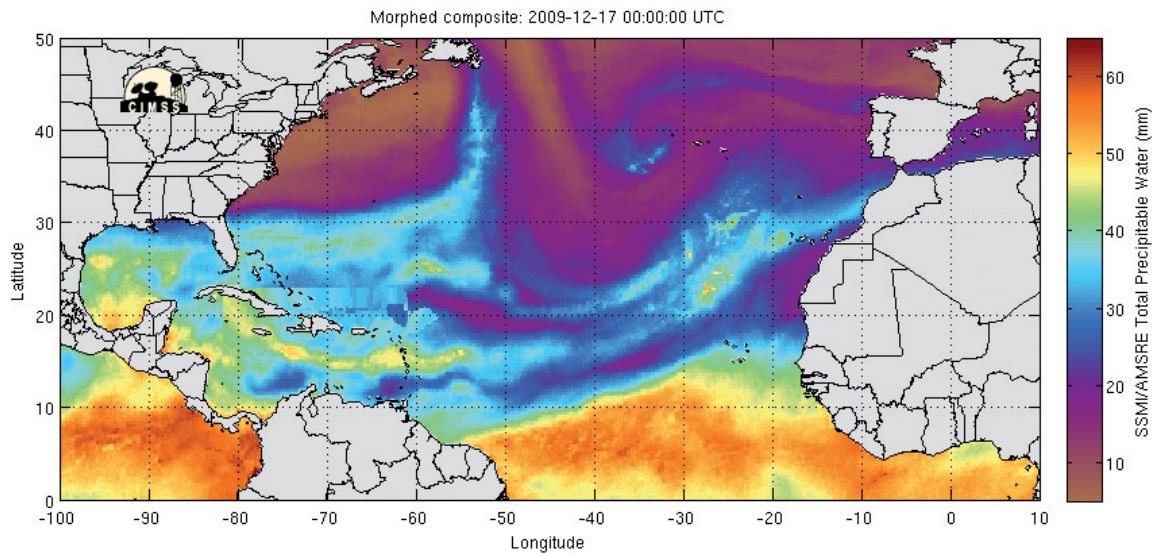 Morphed composite: 2009-12-17 00:00:00 UTC
50
40
30
20
10
0
Latitude
CIMSS
-100 -90 -80 -70 -60 -50 -40 -30 -20 -10 0 10
Longitude
60
50
40
30
20
10
SSMI/AMSRE Total Precipitable Water (mm)